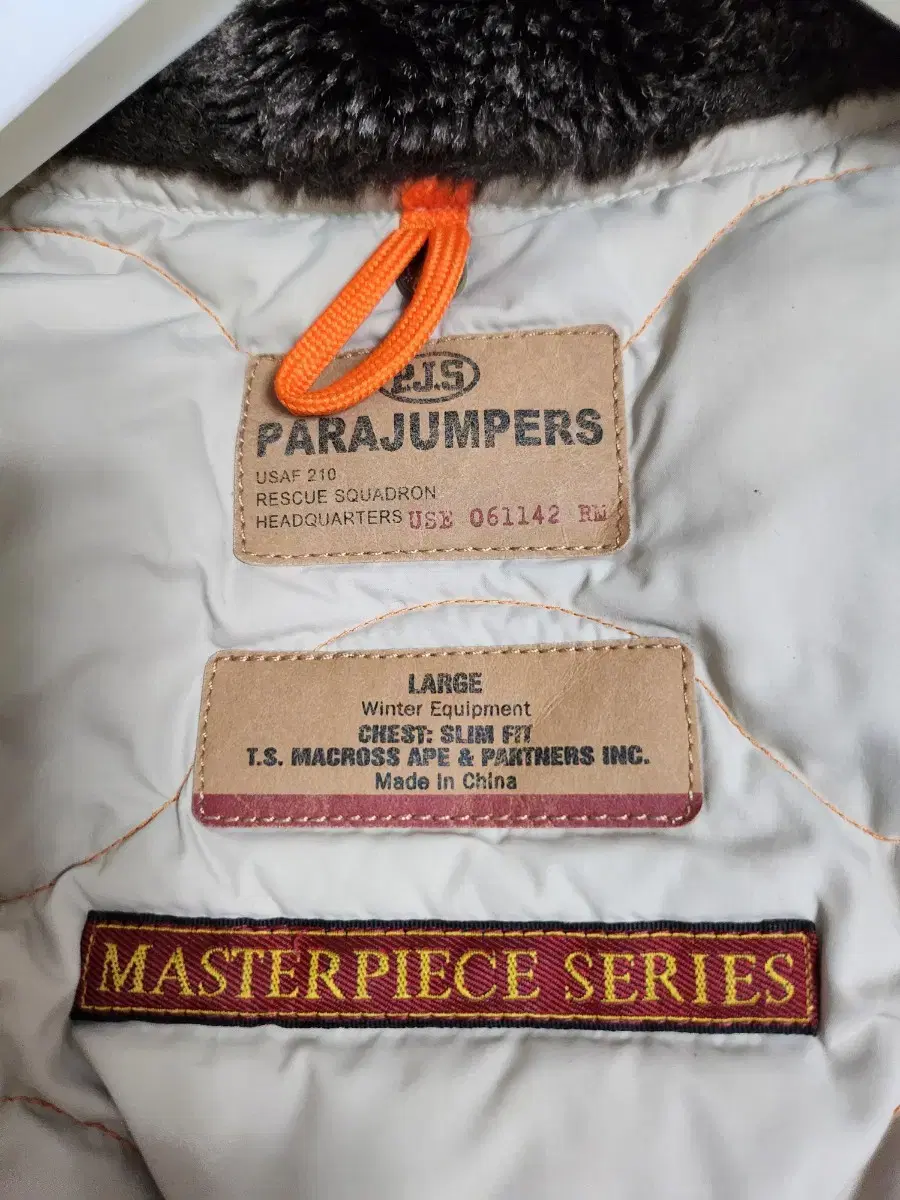 P.J.S
PARAJUMPERS
USAF 210
RESCUE SQUADRON
HEADQUARTERS USE 061142 RM
LARGE
Winter Equipment
CHEST: SLIM FIT
T.S. MACROSS APE & PARTNERS INC.
Made in China
MASTERPIECE SERIES